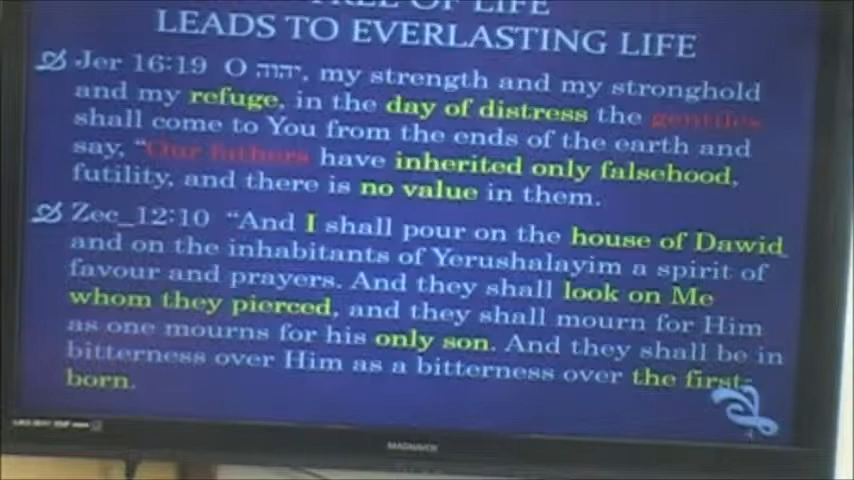 TREE OF LIFE
LEADS TO EVERLASTING LIFE
Jer 16:19 O יהוה, my strength and my stronghold
and my refuge, in the day of distress the gentiles
shall come to You from the ends of the earth and
say, “Our fathers have inherited only falsehood,
futility, and there is no value in them.
Zec_12:10 “And I shall pour on the house of Dawid
and on the inhabitants of Yerushalayim a spirit of
favour and prayers. And they shall look on Me
whom they pierced, and they shall mourn for Him
as one mourns for his only son. And they shall be in
bitterness over Him as a bitterness over the first-
born.
4
MAGNAVOX